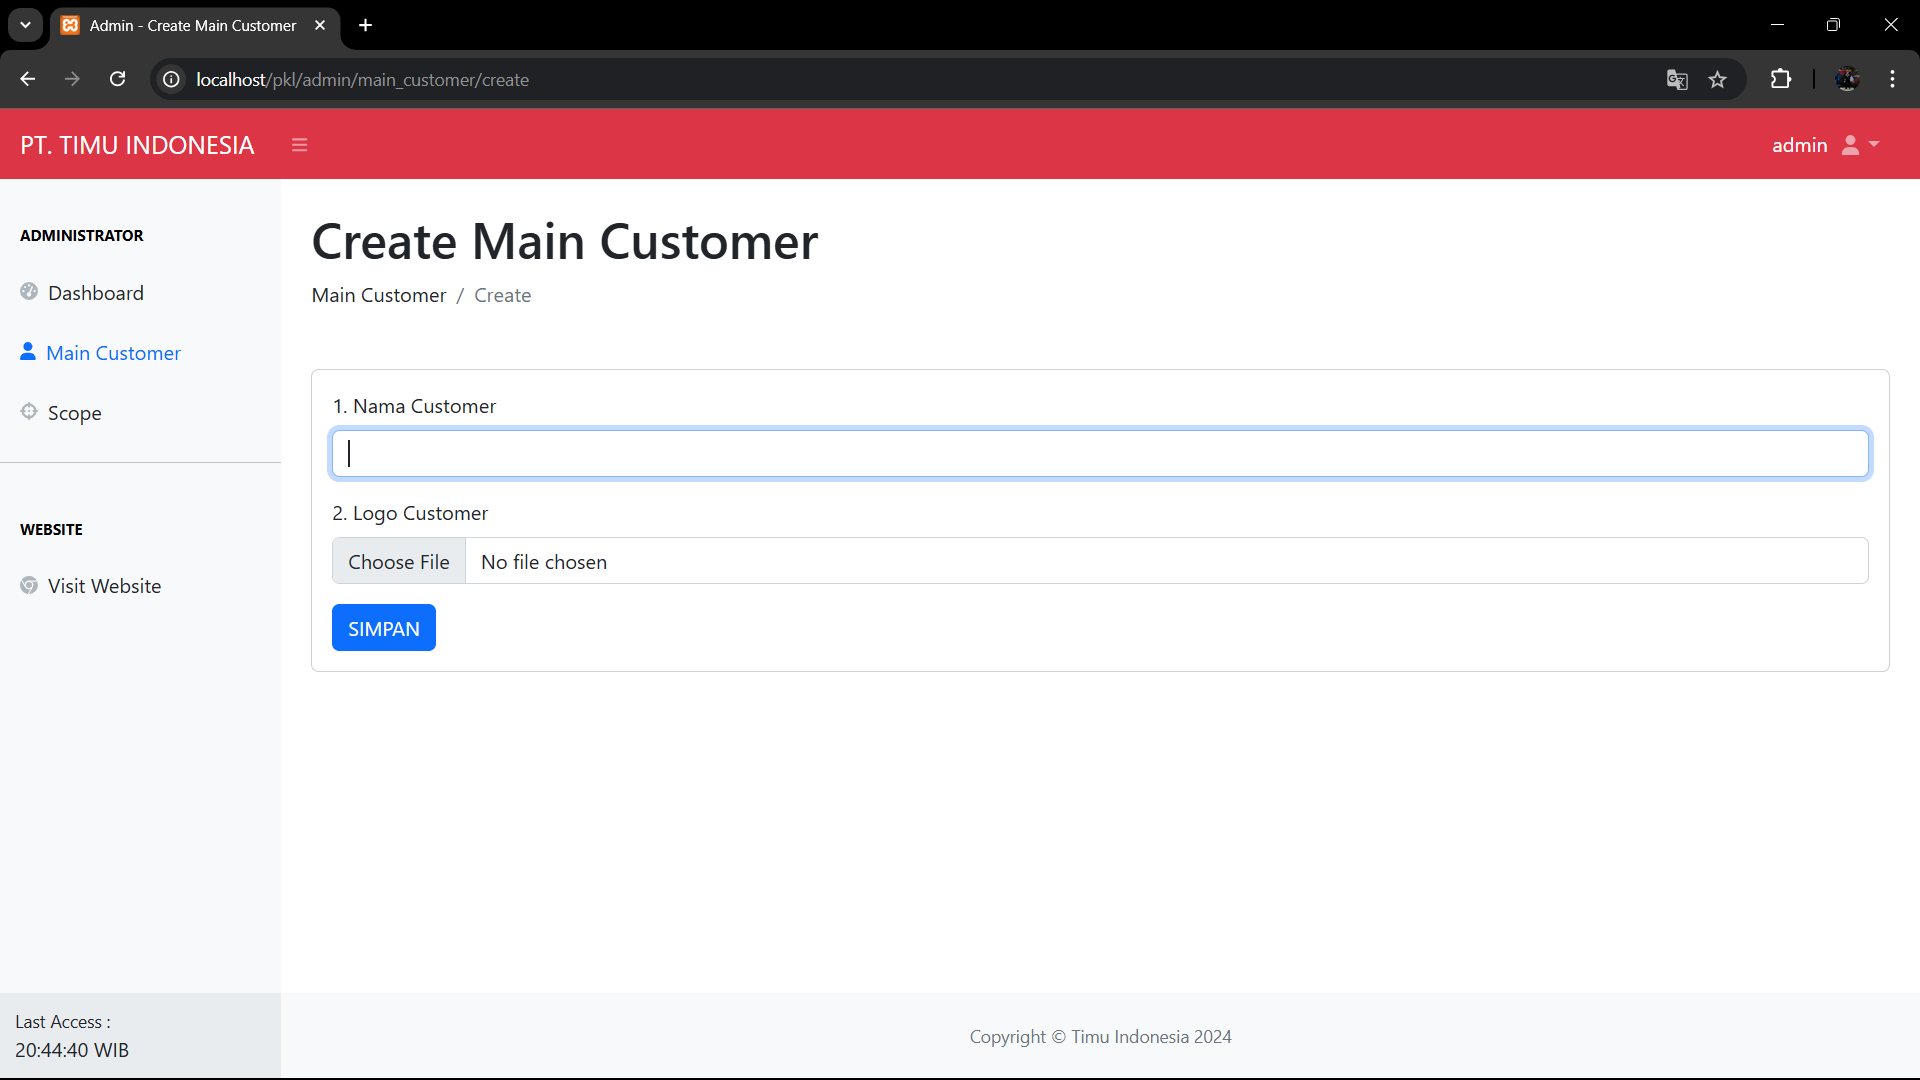 Admin - Create Main Customer
localhost/pkl/admin/main_customer/create
PT. TIMU INDONESIA
admin
ADMINISTRATOR
Dashboard
Main Customer
Scope
WEBSITE
Visit Website
Last Access :
20:44:40 WIB
Create Main Customer
Main Customer / Create
1. Nama Customer
2. Logo Customer
Choose File No file chosen
SIMPAN
Copyright © Timu Indonesia 2024